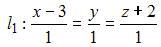 l₁ : (x − 3)/1 = y/1 = (z + 2)/1